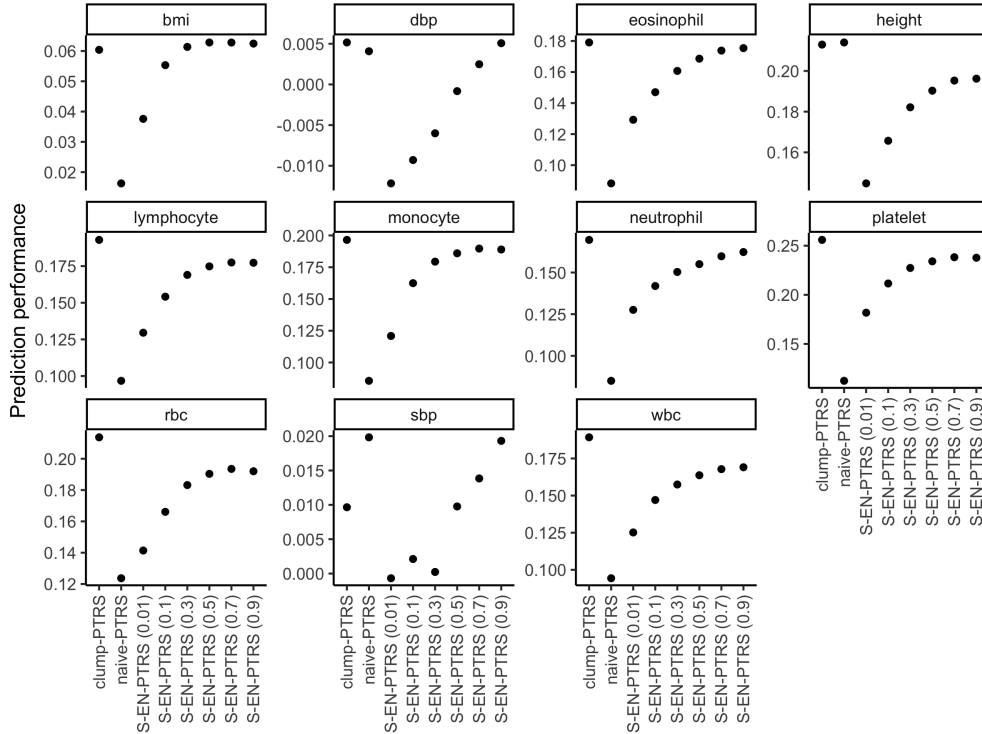 Prediction performance
bmi
0.06
0.05
0.04
0.03
0.02
dbp
0.005
0.000
-0.005
-0.010
eosinophil
0.18
0.16
0.14
0.12
0.10
height
0.20
0.18
0.16
lymphocyte
0.175
0.150
0.125
0.100
monocyte
0.200
0.175
0.150
0.125
0.100
neutrophil
0.150
0.125
0.100
platelet
0.25
0.20
0.15
clump-PTRS
naive-PTRS
S-EN-PTRS (0.01)
S-EN-PTRS (0.1)
S-EN-PTRS (0.3)
S-EN-PTRS (0.5)
S-EN-PTRS (0.7)
S-EN-PTRS (0.9)
rbc
0.20
0.18
0.16
0.14
0.12
clump-PTRS
naive-PTRS
S-EN-PTRS (0.01)
S-EN-PTRS (0.1)
S-EN-PTRS (0.3)
S-EN-PTRS (0.5)
S-EN-PTRS (0.7)
S-EN-PTRS (0.9)
sbp
0.020
0.015
0.010
0.005
0.000
clump-PTRS
naive-PTRS
S-EN-PTRS (0.01)
S-EN-PTRS (0.1)
S-EN-PTRS (0.3)
S-EN-PTRS (0.5)
S-EN-PTRS (0.7)
S-EN-PTRS (0.9)
wbc
0.175
0.150
0.125
0.100
clump-PTRS
naive-PTRS
S-EN-PTRS (0.01)
S-EN-PTRS (0.1)
S-EN-PTRS (0.3)
S-EN-PTRS (0.5)
S-EN-PTRS (0.7)
S-EN-PTRS (0.9)